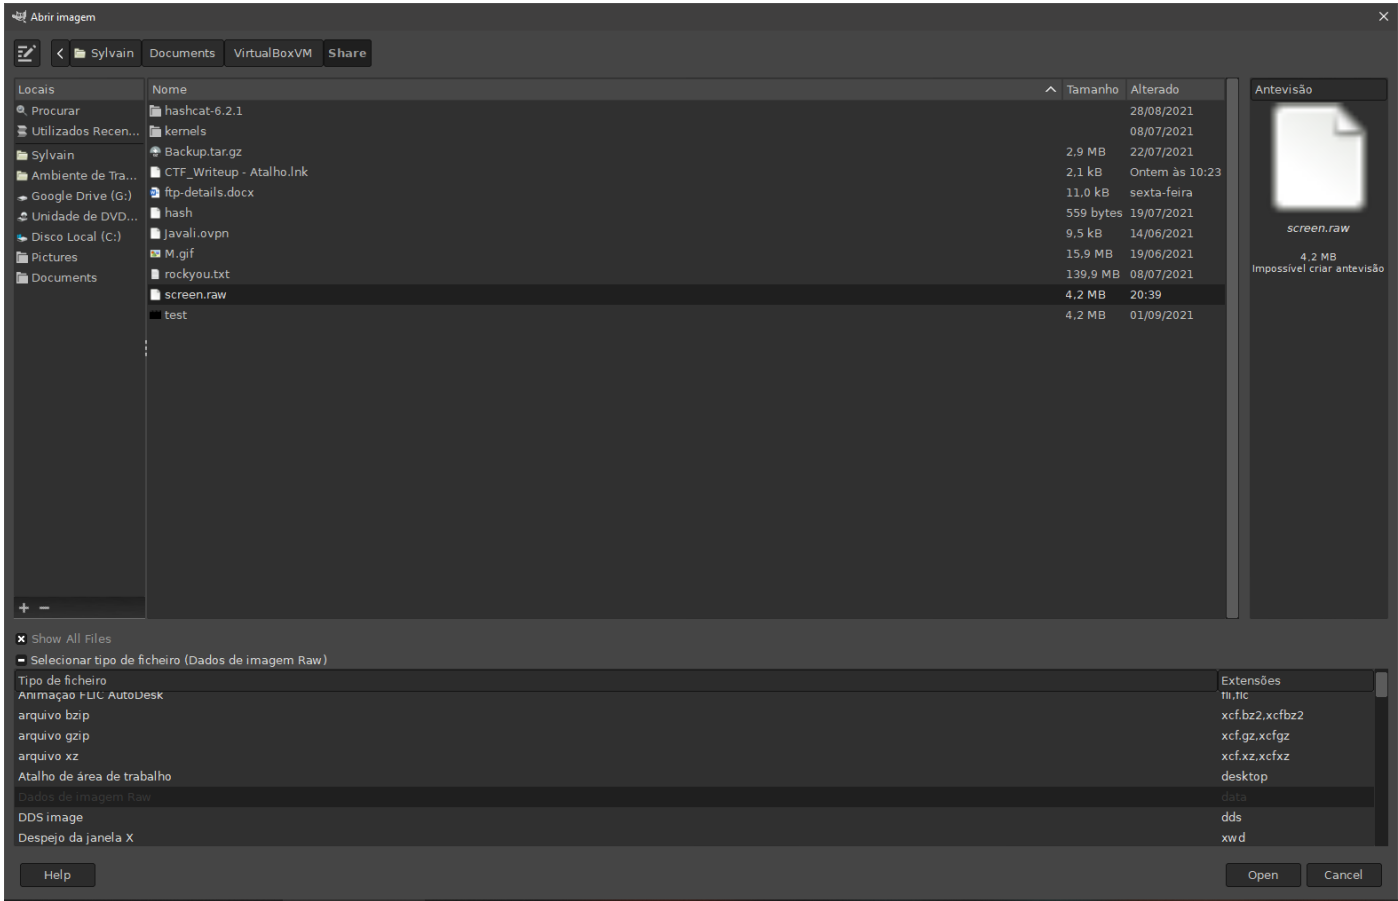 Abrir imagem
Sylvain Documents VirtualBoxVM Share
Locais Nome Tamanho Alterado Antevisão
Procurar hashcat-6.2.1 28/08/2021
Utilizados Recen... kernels 08/07/2021
Sylvain Backup.tar.gz 2,9 MB 22/07/2021
Ambiente de Tra... CTF_Writeup - Atalho.lnk 2,1 kB Ontem às 10:23
Google Drive (G:) ftp-details.docx 11,0 kB sexta-feira
Unidade de DVD... hash 559 bytes 19/07/2021
screen.raw
Disco Local (C:) Javali.ovpn 9,5 kB 14/06/2021
Pictures M.gif 15,9 MB 19/06/2021
4,2 MB
Documents rockyou.txt 139,9 MB 08/07/2021
Impossível criar antevisão
screen.raw 4,2 MB 20:39
test 4,2 MB 01/09/2021
Show All Files
Selecionar tipo de ficheiro (Dados de imagem Raw)
Tipo de ficheiro Extensões
Animação FLIC AutoDesk fli,flc
arquivo bzip xcf.bz2,xcfbz2
arquivo gzip xcf.gz,xcfgz
arquivo xz xcf.xz,xcfxz
Atalho de área de trabalho desktop
Dados de imagem Raw data
DDS image dds
Despejo da janela X xwd
Help Open Cancel